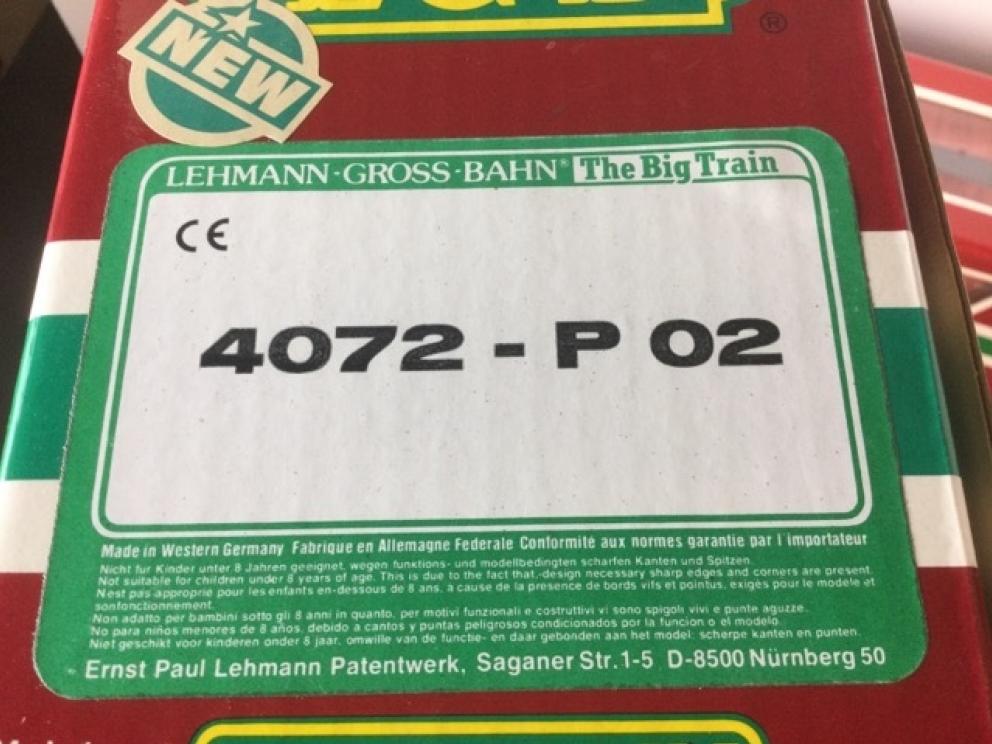 NEW
®
LEHMANN-GROSS-BAHN® The Big Train
CE
4072 - P 02
Made in Western Germany Fabrique en Allemagne Federale Conformité aux normes garantie par l'importateur
Nicht fur Kinder unter 8 Jahren geeignet, wegen funktions- und modellbedingten scharfen Kanten und Spitzen.
Not suitable for children under 8 years of age. This is due to the fact that, design necessary sharp edges and corners are present.
N'est pas approprie pour les enfants en-dessous de 8 ans, a cause de la presence de bords vifs et pointus, exigés pour le modele et
sonfonctionnement.
Non adatto per bambini sotto gli 8 anni in quanto, per motivi funzionali e costruttivi vi sono spigoli vivi e punte aguzze.
No para niños menores de 8 años, debido a cantos y puntas peligrosos condicionados por la funcion o el modelo.
Niet geschikt voor kinderen onder 8 jaar, omwille van de functie- en daar gebonden aan het model: scherpe kanten en punten.
Ernst Paul Lehmann Patentwerk, Saganer Str. 1-5 D-8500 Nürnberg 50